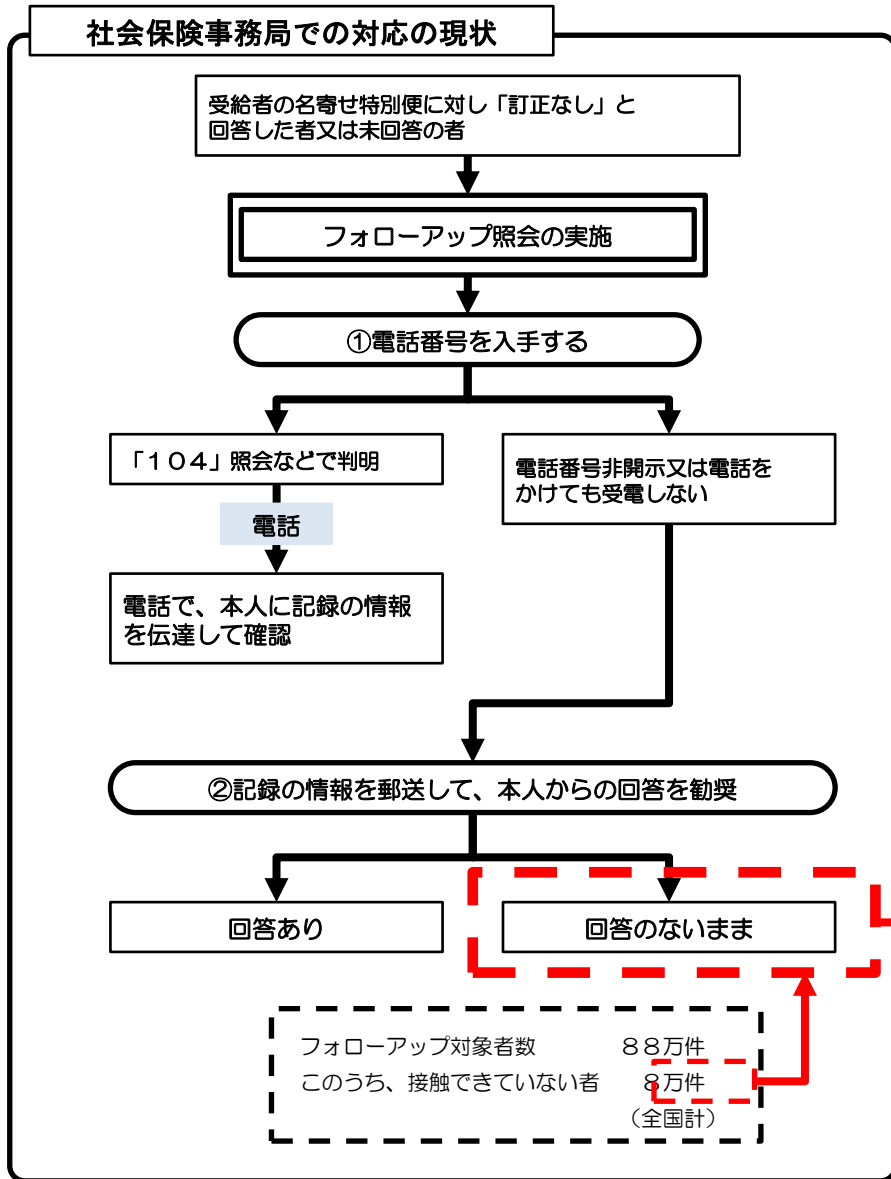 社会保険事務局での対応の現状
受給者の名寄せ特別便に対し「訂正なし」と
回答した者又は未回答の者
フォローアップ照会の実施
①電話番号を入手する
「１０４」照会などで判明
電話番号非開示又は電話を
かけても受電しない
電話
電話で、本人に記録の情報
を伝達して確認
②記録の情報を郵送して、本人からの回答を勧奨
回答あり
回答のないまま
フォローアップ対象者数 ８８万件
このうち、接触できていない者 ８万件
（全国計）